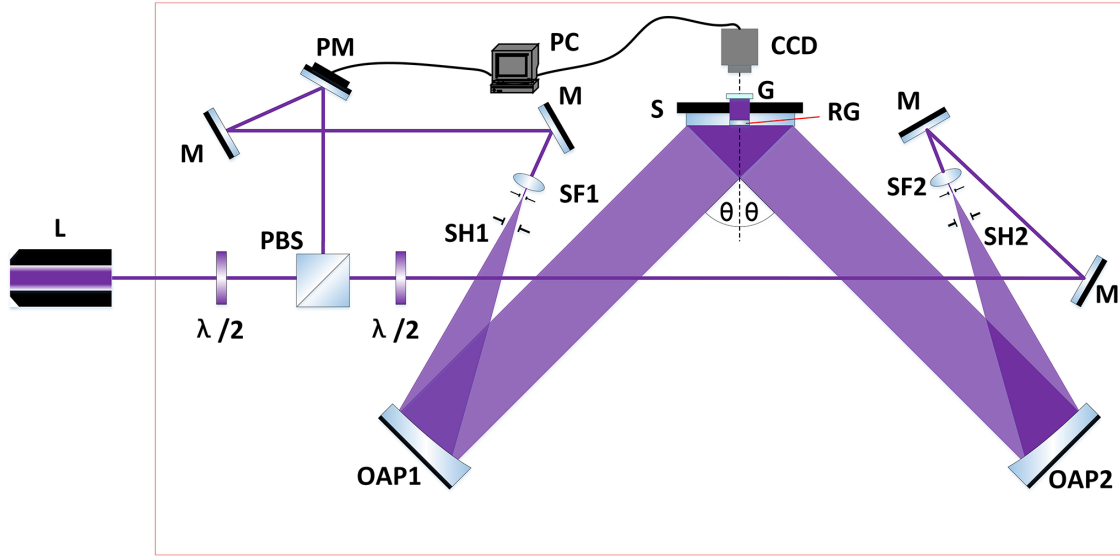 PM
PC
CCD
M
G
M
S
RG
M
SF1
SF2
L
PBS
SH1
θ
θ
SH2
M
λ /2
λ /2
OAP1
OAP2